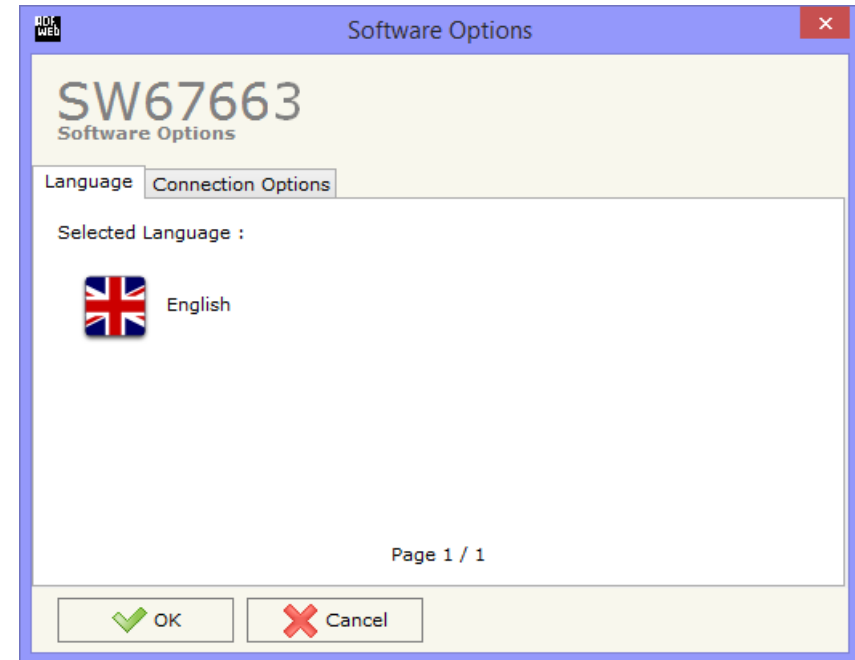 ADF
WEB
Software Options
SW67663
Software Options
Language
Connection Options
Selected Language :
English
Page 1 / 1
OK
Cancel